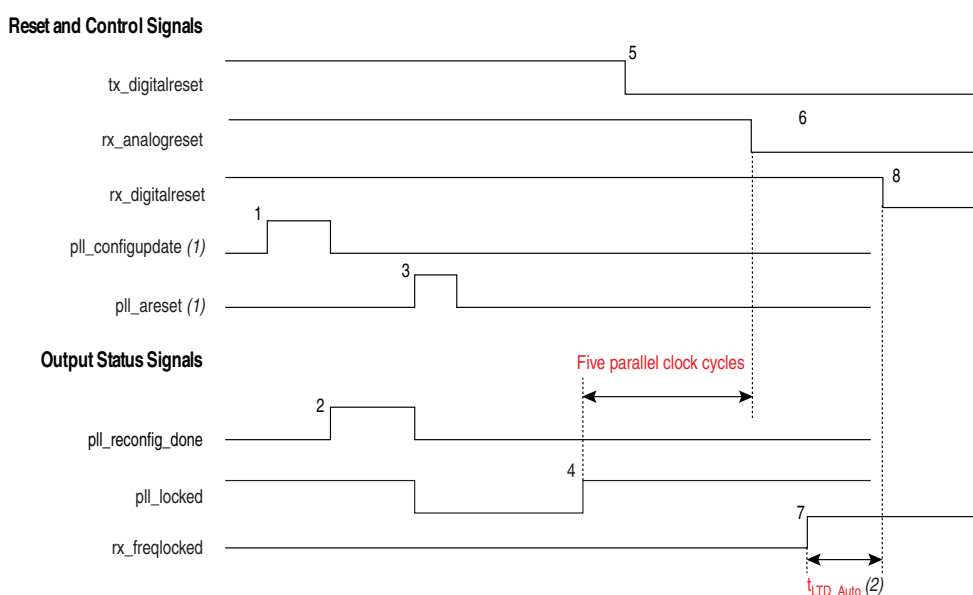 Reset and Control Signals
5
tx_digitalreset
6
rx_analogreset
8
rx_digitalreset
1
pll_configupdate (1)
3
pll_areset (1)
Output Status Signals
Five parallel clock cycles
2
pll_reconfig_done
4
pll_locked
7
rx_freqlocked
tLTD_Auto (2)